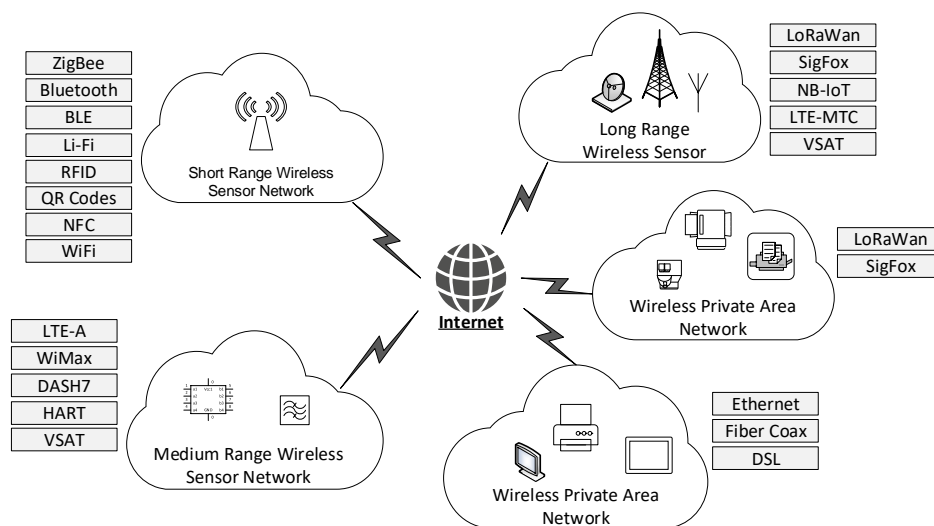 ZigBee
Bluetooth
BLE
Li-Fi
RFID
QR Codes
NFC
WiFi
Short Range Wireless
Sensor Network
Long Range
Wireless Sensor
LoRaWan
SigFox
NB-IoT
LTE-MTC
VSAT
Wireless Private Area
Network
LoRaWan
SigFox
Internet
LTE-A
WiMax
DASH7
HART
VSAT
Medium Range Wireless
Sensor Network
Wireless Private Area
Network
Ethernet
Fiber Coax
DSL